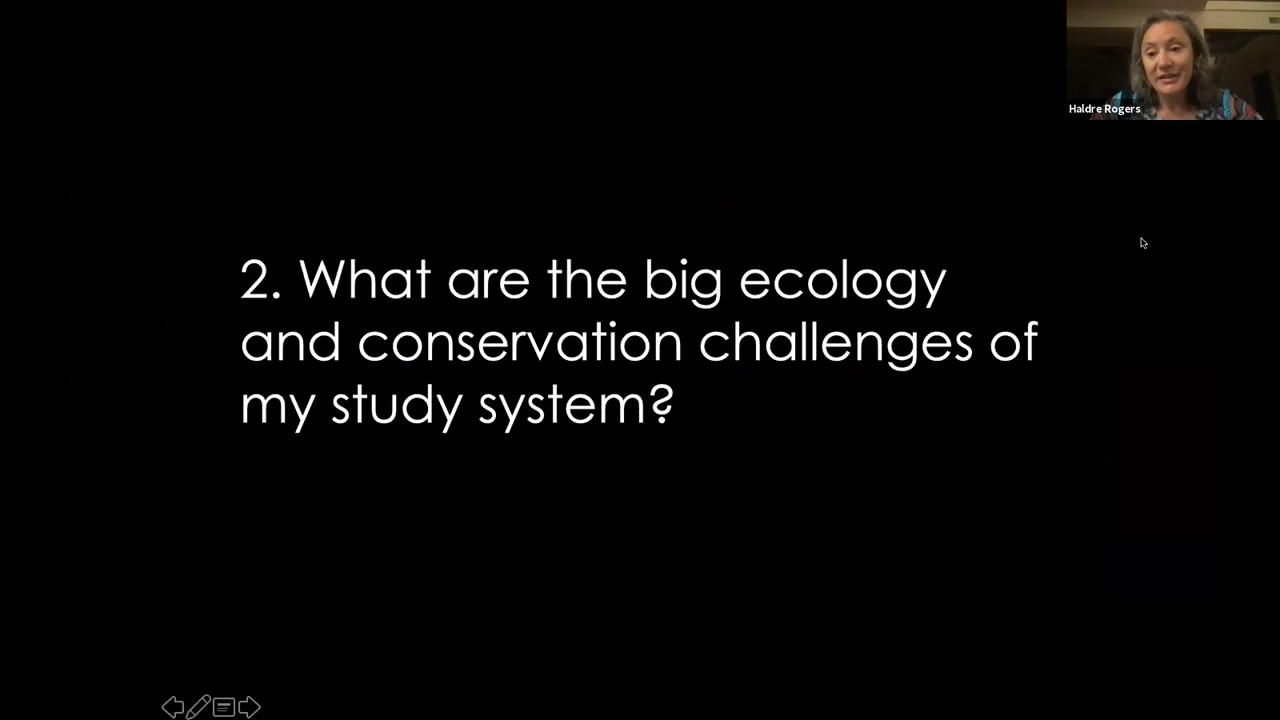 Haldre Rogers
2. What are the big ecology
and conservation challenges of
my study system?